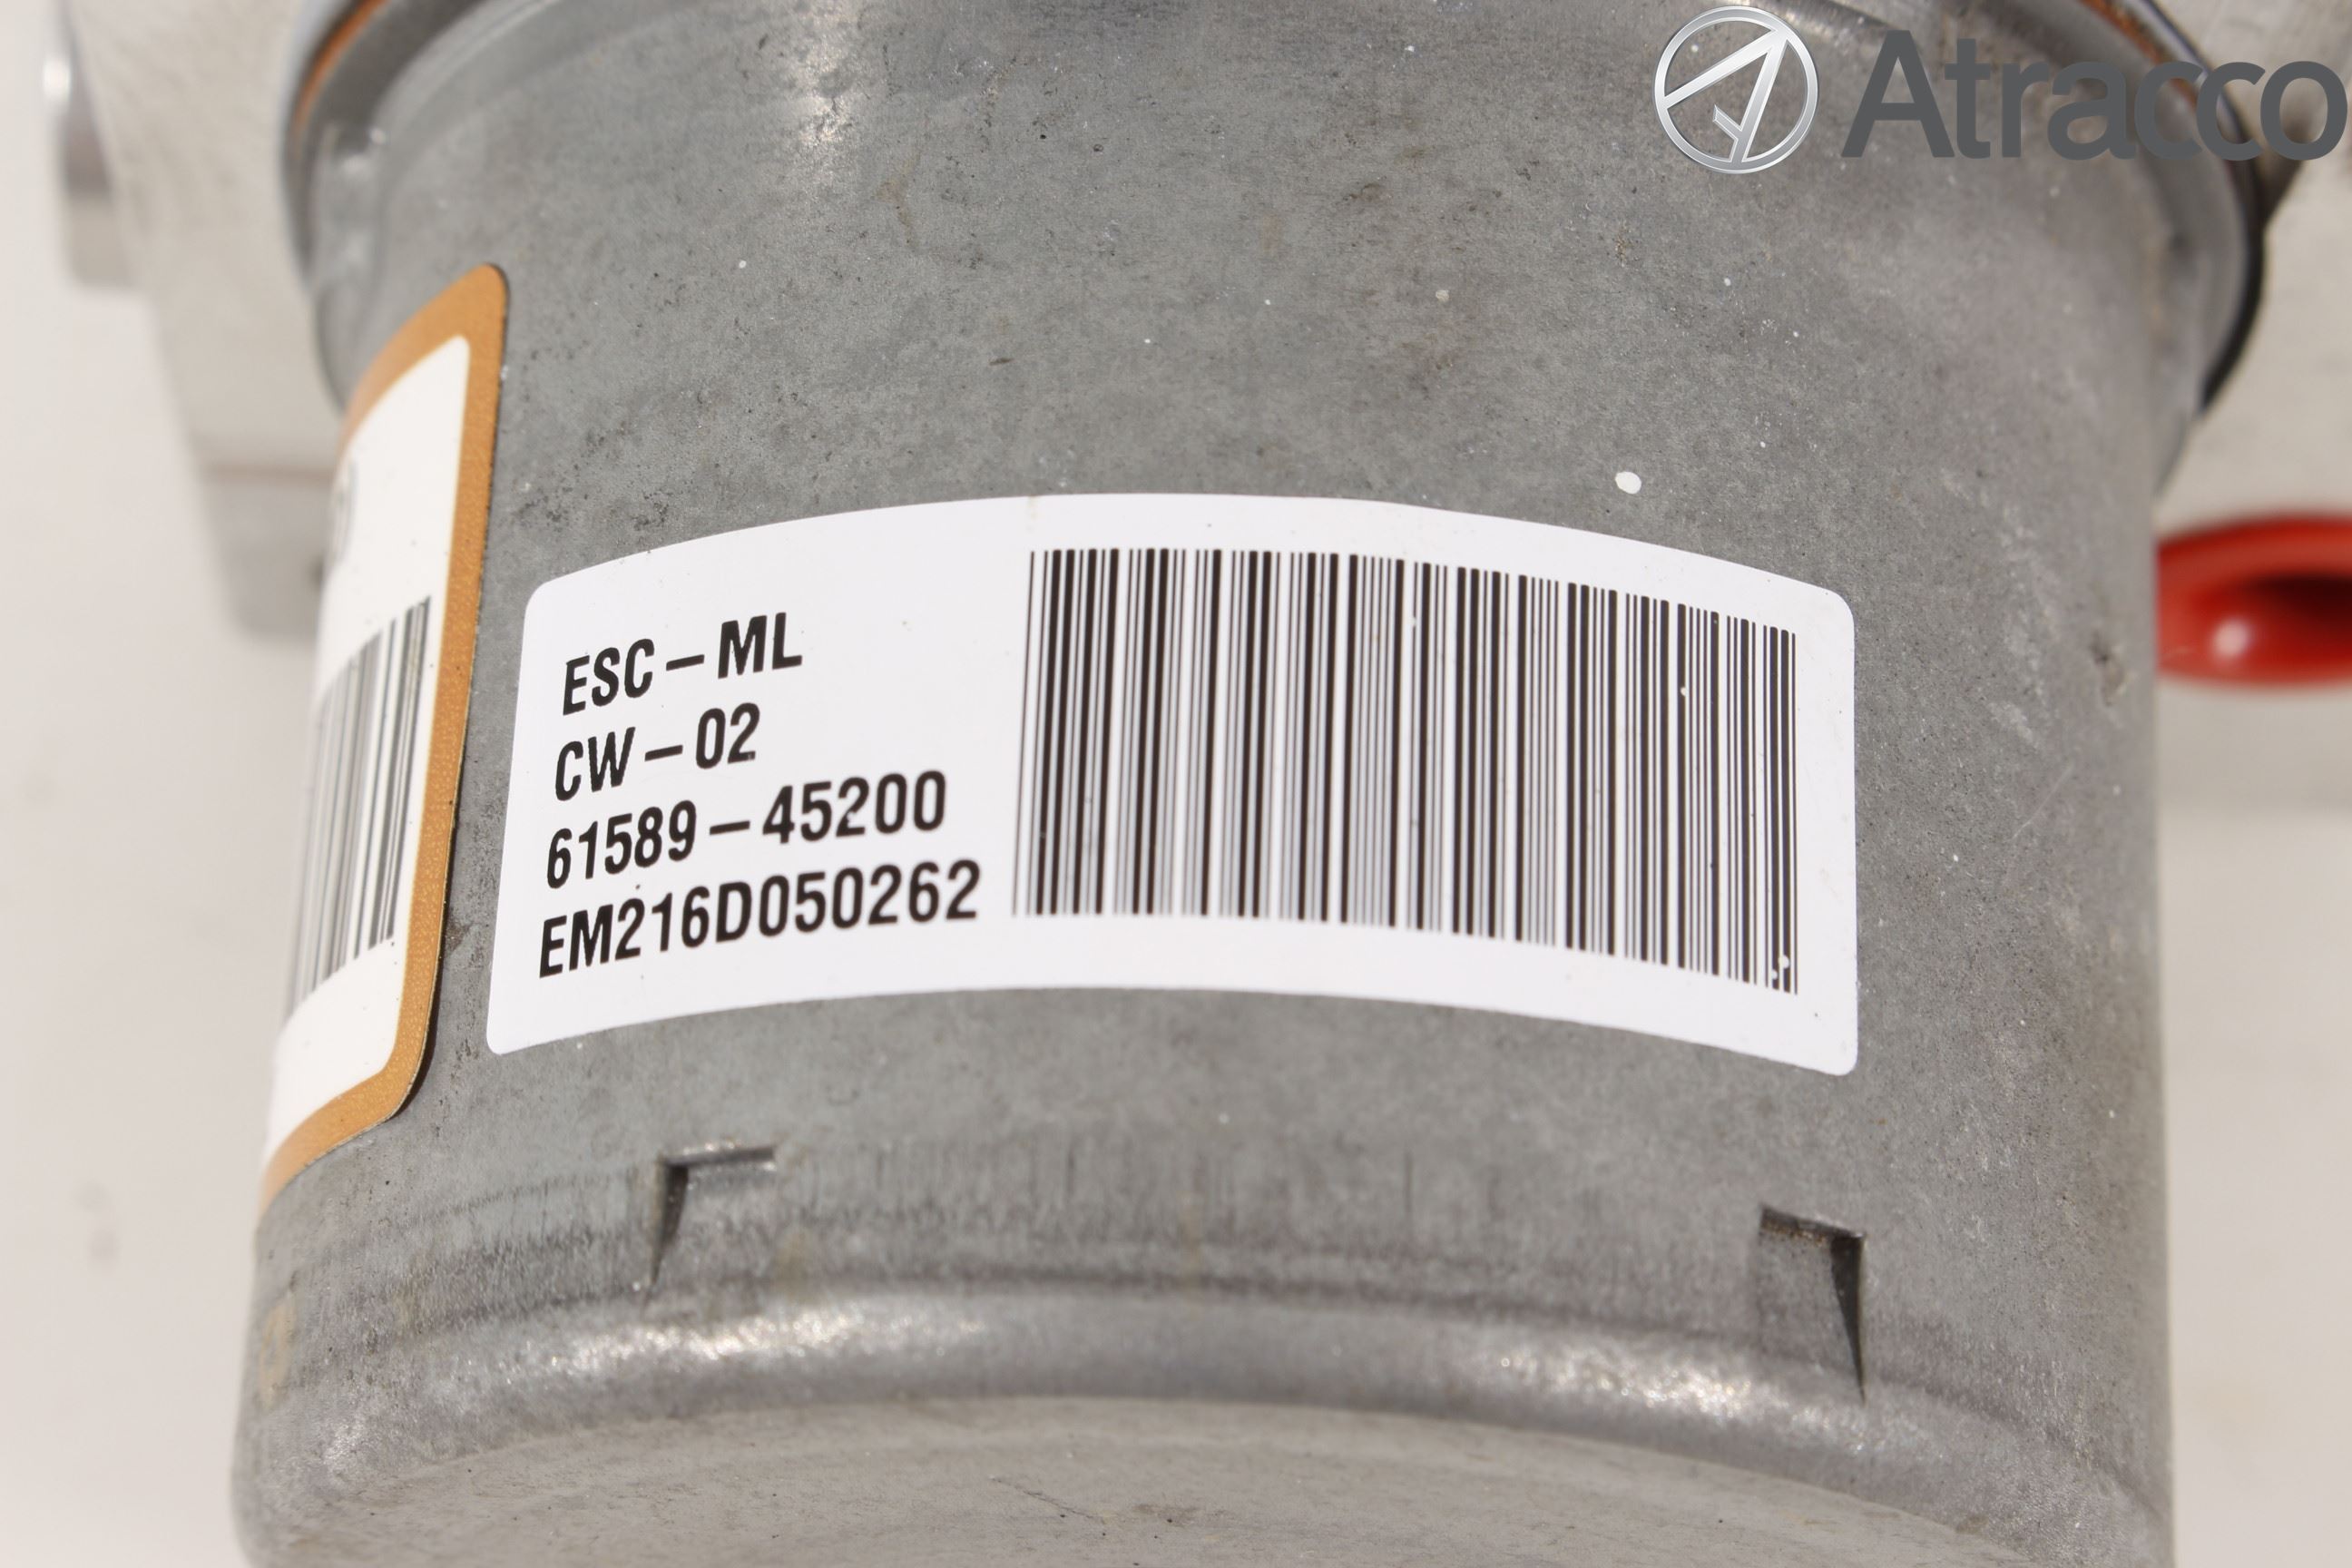 Atracco
ESC-ML
CW-02
61589-45200
EM216D050262